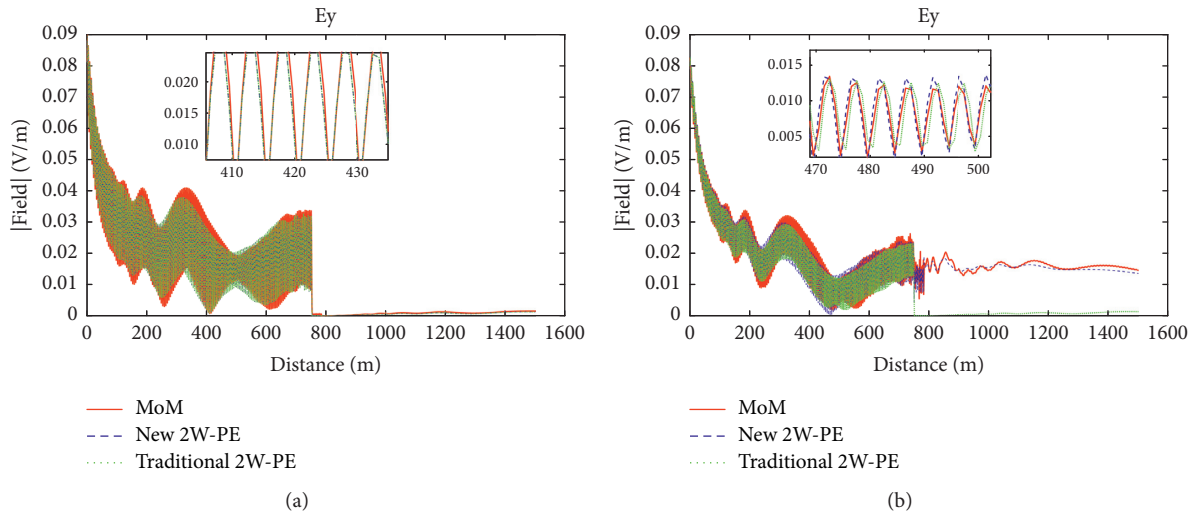 Ey
0.09
0.08
0.07
0.06
0.05
0.04
0.03
0.02
0.01
0
|Field| (V/m)
0.020
0.015
0.010
410 420 430
0 200 400 600 800 1000 1200 1400 1600
Distance (m)
MoM
New 2W-PE
Traditional 2W-PE
(a)
Ey
0.09
0.08
0.07
0.06
0.05
0.04
0.03
0.02
0.01
0
|Field| (V/m)
0.015
0.010
0.005
470 480 485 490 495 500
0 200 400 600 800 1000 1200 1400 1600
Distance (m)
MoM
New 2W-PE
Traditional 2W-PE
(b)